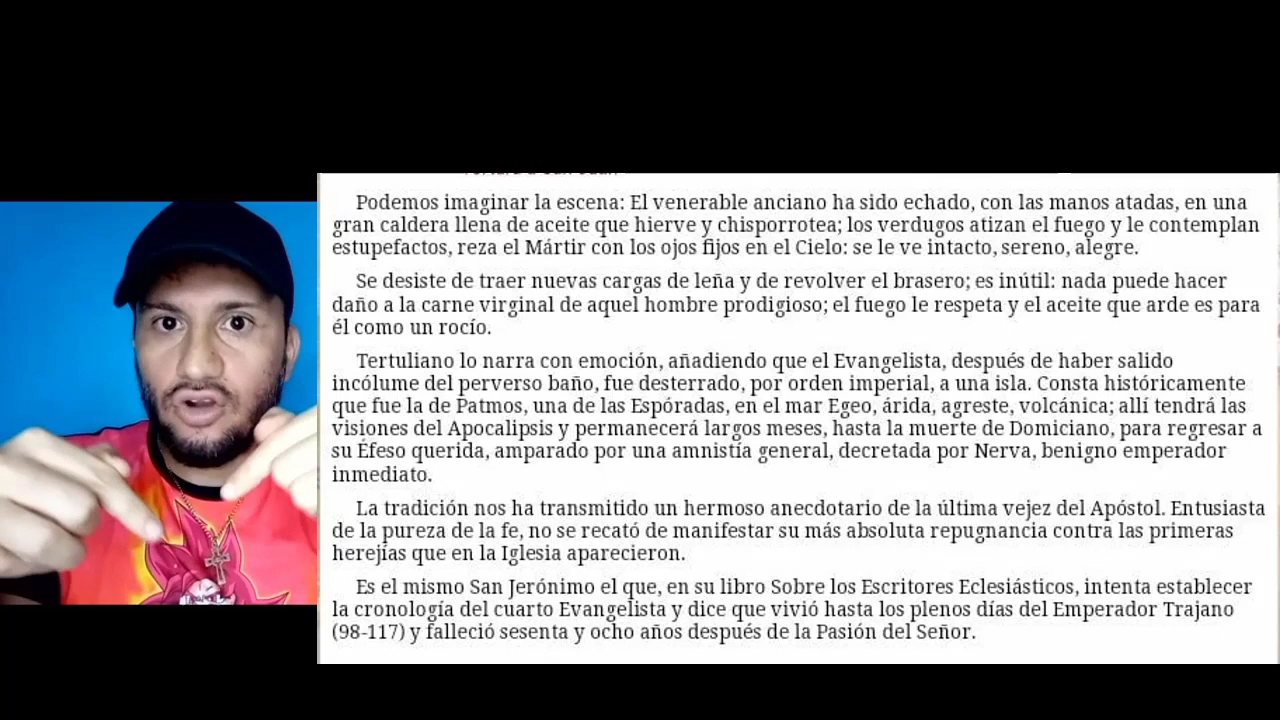 Podemos imaginar la escena: El venerable anciano ha sido echado, con las manos atadas, en una
gran caldera llena de aceite que hierve y chisporrotea; los verdugos atizan el fuego y le contemplan
estupefactos, reza el Mártir con los ojos fijos en el Cielo: se le ve intacto, sereno, alegre.
Se desiste de traer nuevas cargas de leña y de revolver el brasero; es inútil: nada puede hacer
daño a la carne virginal de aquel hombre prodigioso; el fuego le respeta y el aceite que arde es para
él como un rocío.
Tertuliano lo narra con emoción, añadiendo que el Evangelista, después de haber salido
incólume del perverso baño, fue desterrado, por orden imperial, a una isla. Consta históricamente
que fue la de Patmos, una de las Espóradas, en el mar Egeo, árida, agreste, volcánica; allí tendrá las
visiones del Apocalipsis y permanecerá largos meses, hasta la muerte de Domiciano, para regresar a
su Éfeso querida, amparado por una amnistía general, decretada por Nerva, benigno emperador
inmediato.
La tradición nos ha transmitido un hermoso anecdotario de la última vejez del Apóstol. Entusiasta
de la pureza de la fe, no se recató de manifestar su más absoluta repugnancia contra las primeras
herejías que en la Iglesia aparecieron.
Es el mismo San Jerónimo el que, en su libro Sobre los Escritores Eclesiásticos, intenta establecer
la cronología del cuarto Evangelista y dice que vivió hasta los plenos días del Emperador Trajano
(98-117) y falleció sesenta y ocho años después de la Pasión del Señor.